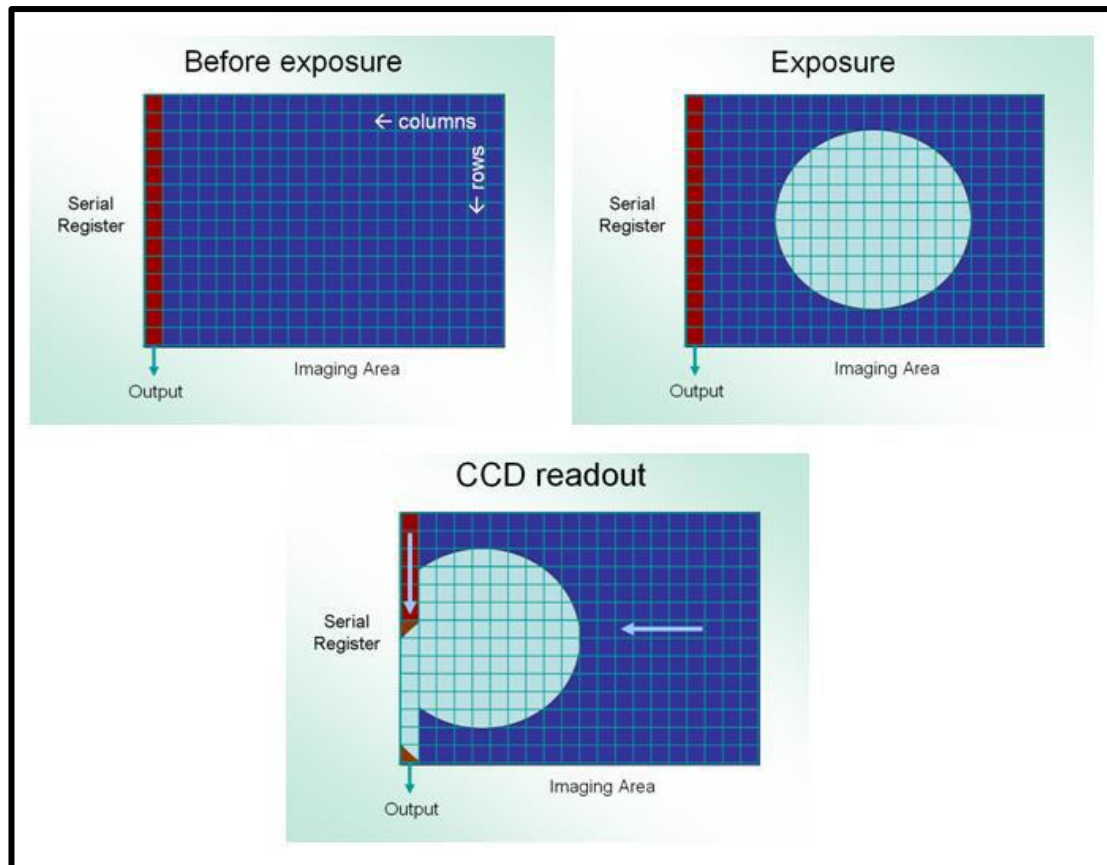 Before exposure
← columns
← rows
Serial
Register
Imaging Area
Output
Exposure
Serial
Register
Imaging Area
Output
CCD readout
Serial
Register
Imaging Area
Output